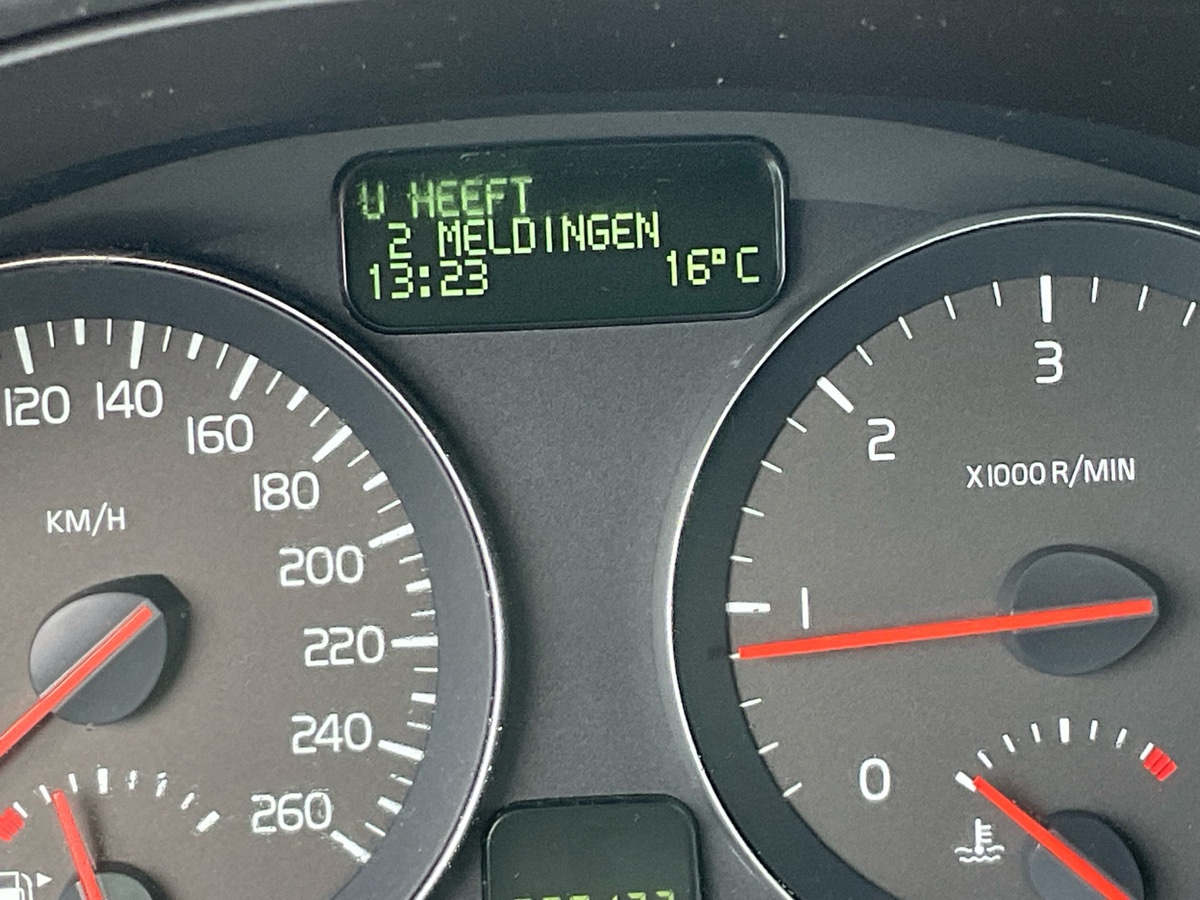 U HEEFT
2 MELDINGEN
13:23 16°C
120 140 160 180 200 220 240 260
KM/H
0 1 2 3
X1000 R/MIN